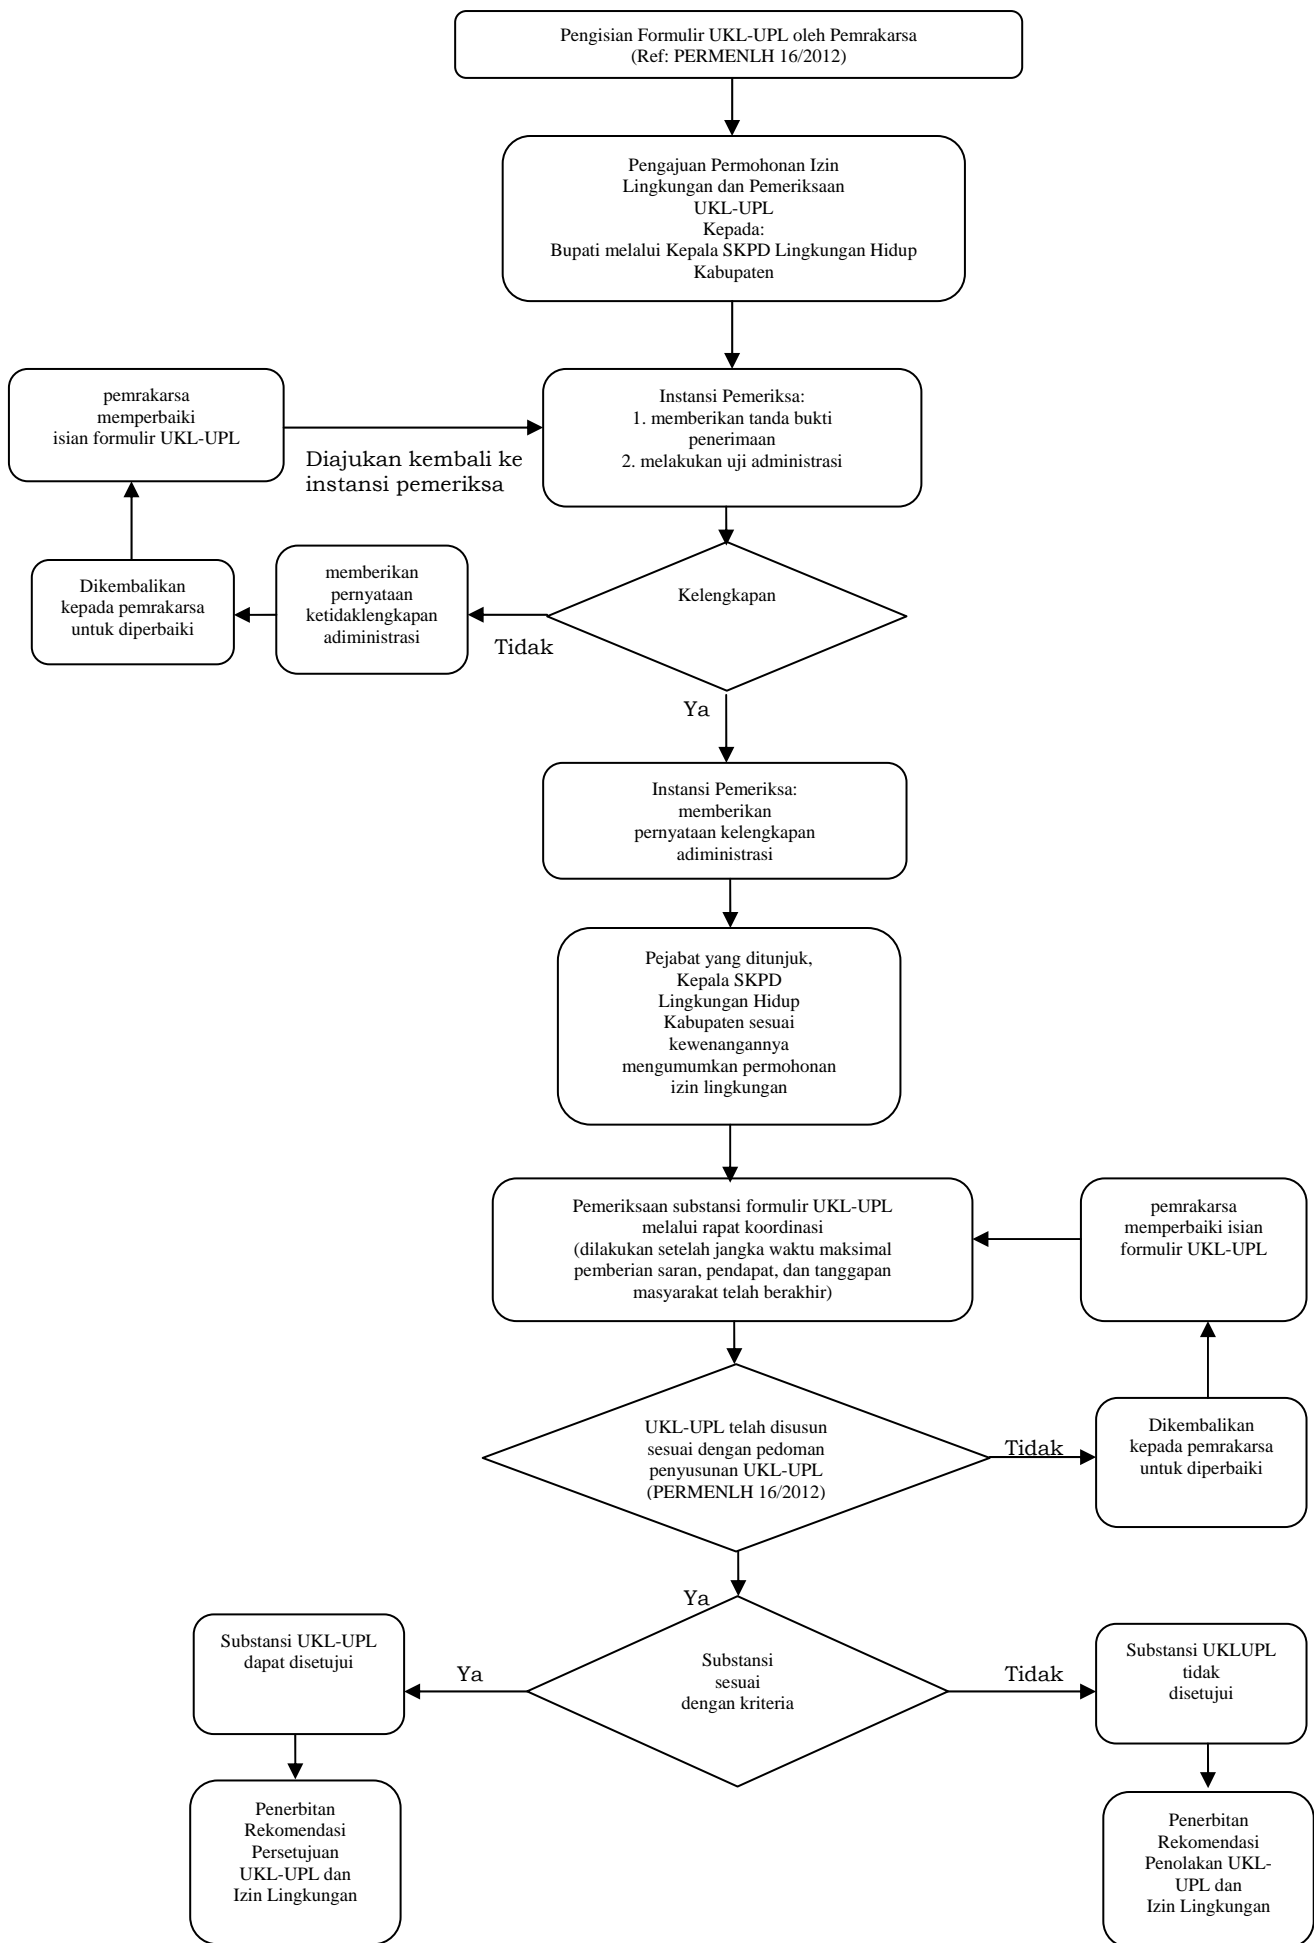 Pengisian Formulir UKL-UPL oleh Pemrakarsa
(Ref: PERMENLH 16/2012)
Pengajuan Permohonan Izin
Lingkungan dan Pemeriksaan
UKL-UPL
Kepada:
Bupati melalui Kepala SKPD Lingkungan Hidup
Kabupaten
pemrakarsa
memperbaiki
isian formulir UKL-UPL
Diajukan kembali ke
instansi pemeriksa
Instansi Pemeriksa:
1. memberikan tanda bukti
penerimaan
2. melakukan uji administrasi
Dikembalikan
kepada pemrakarsa
untuk diperbaiki
memberikan
pernyataan
ketidaklengkapan
adiministrasi
Tidak
Kelengkapan
Ya
Instansi Pemeriksa:
memberikan
pernyataan kelengkapan
adiministrasi
Pejabat yang ditunjuk,
Kepala SKPD
Lingkungan Hidup
Kabupaten sesuai
kewenangannya
mengumumkan permohonan
izin lingkungan
Pemeriksaan substansi formulir UKL-UPL
melalui rapat koordinasi
(dilakukan setelah jangka waktu maksimal
pemberian saran, pendapat, dan tanggapan
masyarakat telah berakhir)
pemrakarsa
memperbaiki isian
formulir UKL-UPL
UKL-UPL telah disusun
sesuai dengan pedoman
penyusunan UKL-UPL
(PERMENLH 16/2012)
Tidak
Dikembalikan
kepada pemrakarsa
untuk diperbaiki
Ya
Substansi UKL-UPL
dapat disetujui
Ya
Substansi
sesuai
dengan kriteria
Tidak
Substansi UKLUPL
tidak
disetujui
Penerbitan
Rekomendasi
Persetujuan
UKL-UPL dan
Izin Lingkungan
Penerbitan
Rekomendasi
Penolakan UKL-
UPL dan
Izin Lingkungan